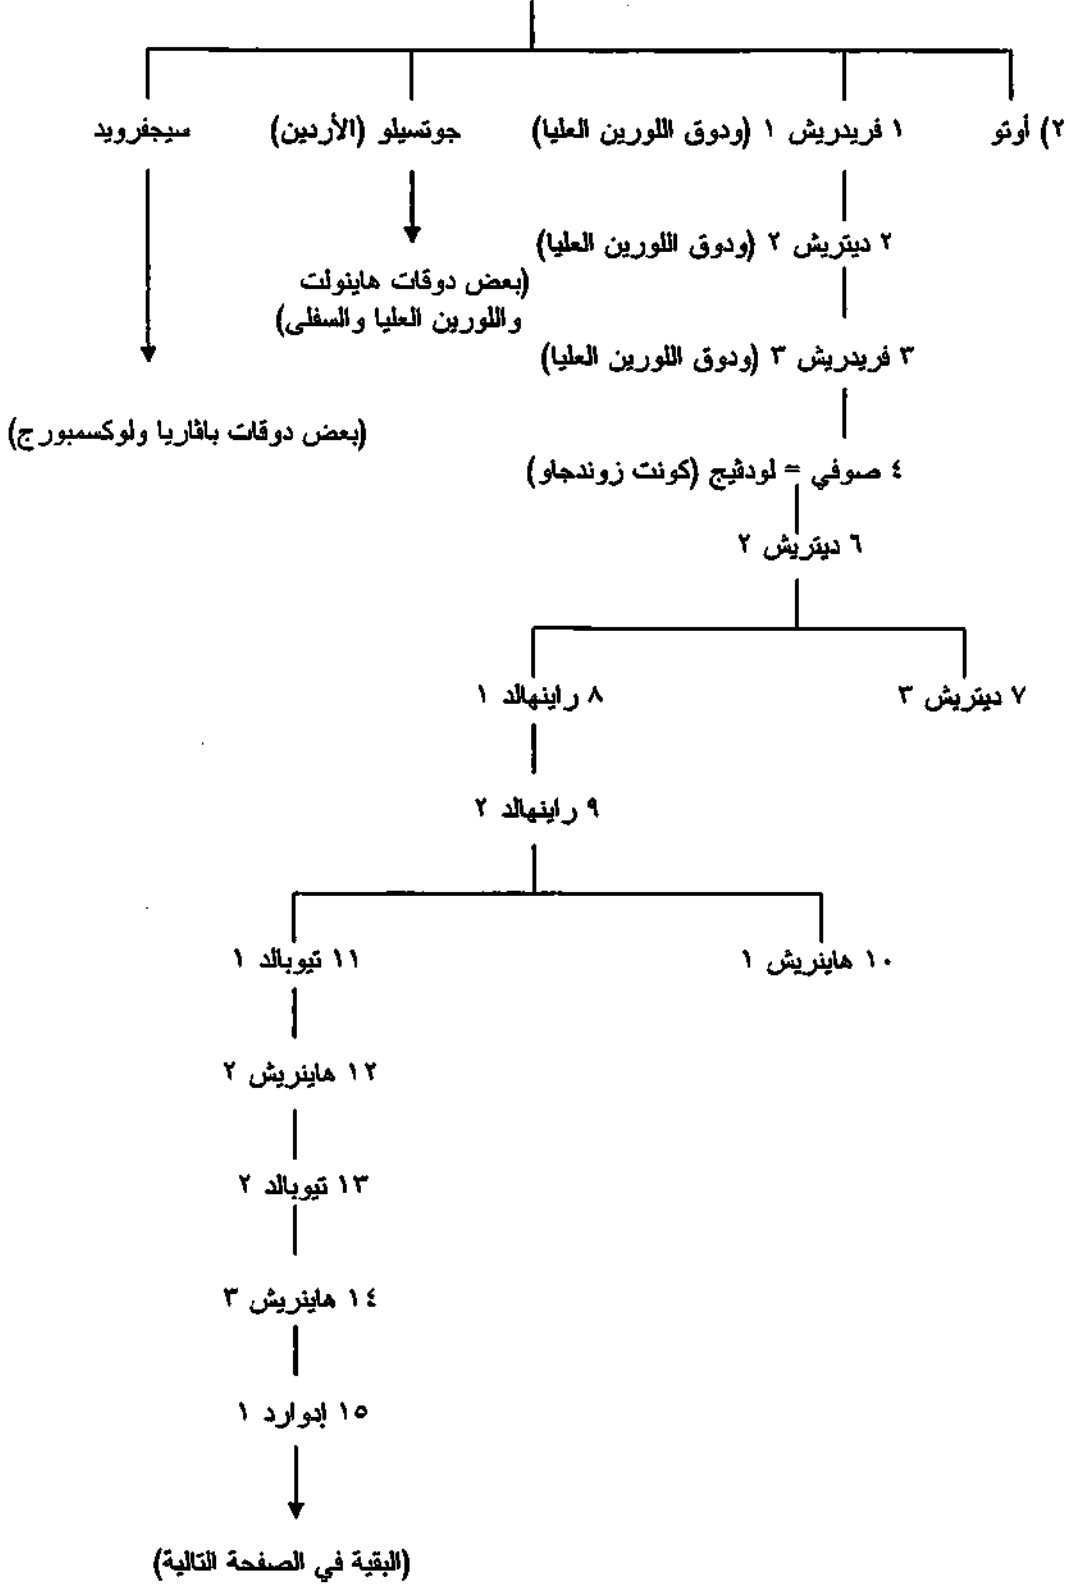 ٢) أوتو
١ فريدريش ١ (ودوق اللورين العليا)
جوتسيلو (الأردين)
سيجفرويد
٢ ديتريش ٢ (ودوق اللورين العليا)
(بعض دوقات هاينولت
واللورين العليا والسفلى)
٣ فريدريش ٣ (ودوق اللورين العليا)
(بعض دوقات باڤاريا ولوكسمبورج)
٤ صوفي = لودڤيج (كونت زوندجاو)
٦ ديتريش ٢
٧ ديتريش ٣
٨ راينهالد ١
٩ راينهالد ٢
١٠ هاينريش ١
١١ تيوبالد ١
١٢ هاينريش ٢
١٣ تيوبالد ٢
١٤ هاينريش ٣
١٥ إدوارد ١
(البقية في الصفحة التالية)